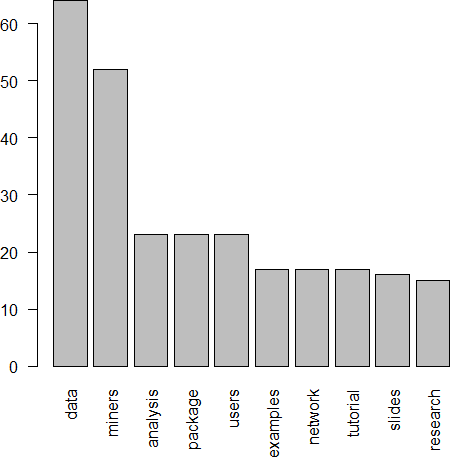 60
50
40
30
20
10
0
data
miners
analysis
package
users
examples
network
tutorial
slides
research